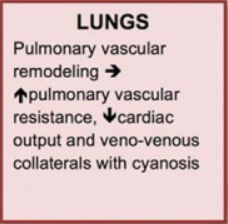 LUNGS
Pulmonary vascular
remodeling ➔
🡹pulmonary vascular
resistance, 🡻cardiac
output and veno-venous
collaterals with cyanosis